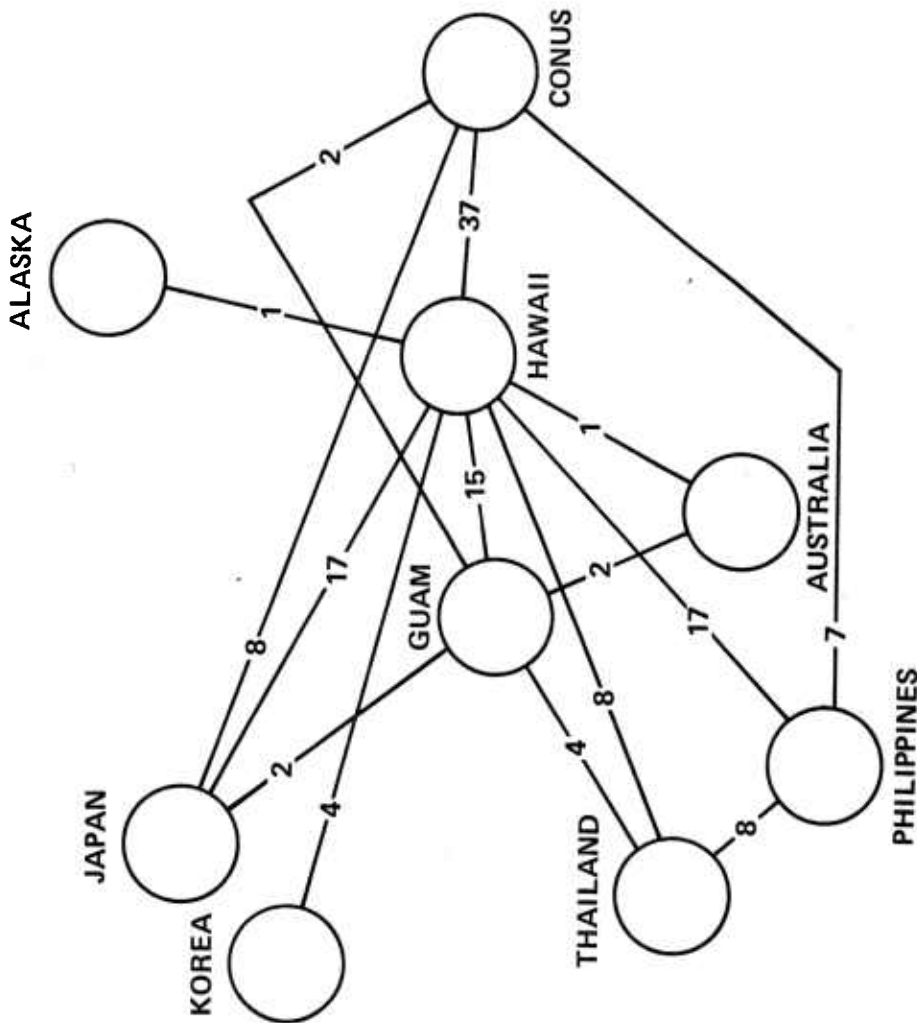 ALASKA
2
CONUS
37
1
HAWAII
8
17
15
1
GUAM
2
AUSTRALIA
JAPAN
2
4
8
17
7
KOREA
4
THAILAND
8
PHILIPPINES